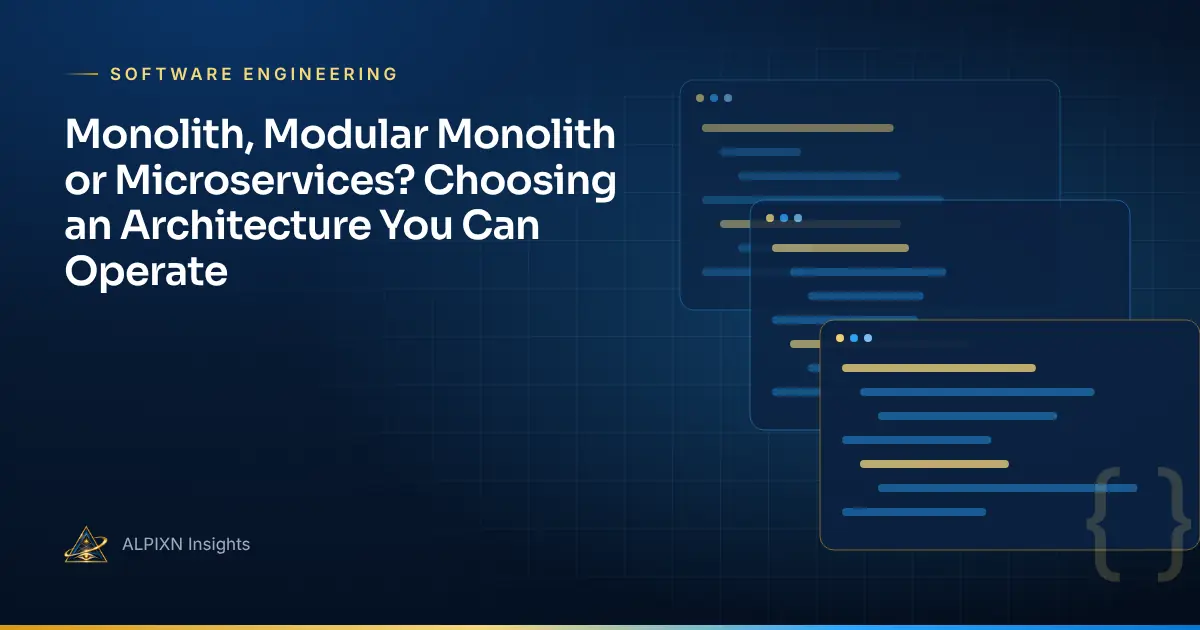 SOFTWARE ENGINEERING
Monolith, Modular Monolith
or Microservices? Choosing
an Architecture You Can
Operate
ALPIXN Insights
{ }